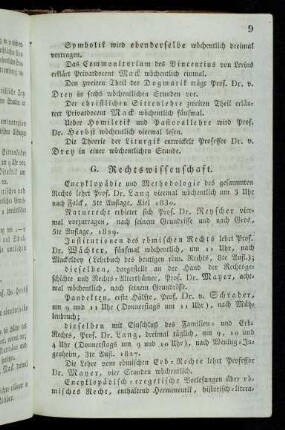 9
Symbolik wird ebenderselbe wöchentlich dreimal
vortragen.
Das Commonitorium des Vincentius von Lerins
erklärt Privatdocent Mack wöchentlich einmal.
Den zweiten Theil der Dogmatik trägt Prof. Dr. v.
Drey in sechs wöchentlichen Stunden vor.
Der christlichen Sittenlehre zweiten Theil erläu-
tert Privatdocent Mack wöchentlich fünfmal.
Ueber Homiletik und Pastorallehre wird Prof.
Dr. Herbst wöchentlich viermal lesen.
Die Theorie der Liturgik entwickelt Professor Dr. v.
Drey in einer wöchentlichen Stunde.
G. Rechtswissenschaft.
Encyklopädie und Methodologie des gesammten
Rechts lehrt Prof. Dr. Lang, viermal wöchentlich um 3 Uhr
nach Falck, 3te Auflage, Kiel 1830.
Naturrecht erbietet sich Prof. Dr. Reyscher vier
mal vorzutragen, nach seinem Grundrisse und nach Gros,
5te Auflage, 1829.
Institutionen des römischen Rechts lehrt Prof.
Dr. Wächter, fünfmal wöchentlich, um 11 Uhr, nach
Mackeldey (Lehrbuch des heutigen röm. Rechts, 8te Aufl.);
dieselben, dargestellt an der Hand der Rechtsge-
schichte und Rechts-Alterthümer, Prof. Dr. Mayer, acht-
mal wöchentlich, nach seinem Grundrisse.
Pandekten, erste Hälfte, Prof. Dr. v. Schrader,
um 9 und 11 Uhr (Donnerstags um 11 Uhr), nach Müh-
lenbruch;
dieselben mit Einschluß des Familien- und Erb-
Rechts Prof. Dr. Lang, dreimal täglich, um 9, 10 und
4 Uhr (Donnerstags um 9 und 10 Uhr), nach Wening-In-
genheim, 3te Aufl. 1827.
Die Lehre vom römischen Erb-Rechte lehrt Professor
Dr. Mayer, vier Stunden wöchentlich.
Encyklopädisch-exegetische Vorlesungen über rö-
misches Recht, enthaltend Hermeneutik, historisch-litera-